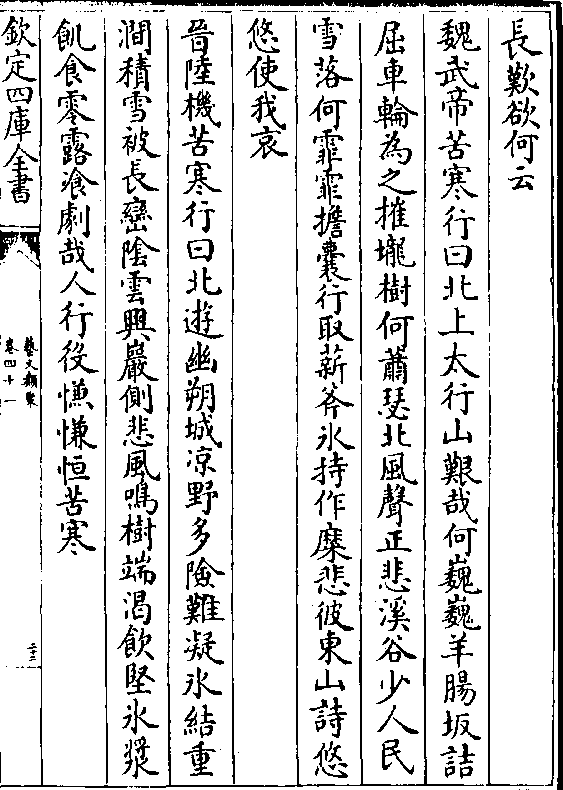 長歎欲何云
魏武帝苦寒行曰北上太行山艱哉何巍巍羊腸坂詰
屈車輪為之摧壠樹何蕭瑟北風聲正悲溪谷少人民
雪落何霏霏擔囊行取薪斧氷持作糜悲彼東山詩悠
悠使我哀
晉陸機苦寒行曰北遊幽朔城凉野多險難凝氷結重
澗積雪被長巒陰雲興巖側悲風鳴樹端渴飲堅氷漿
飢食零露飡劇哉人行役慊慊恒苦寒
欽定四庫全書
藝文類聚
卷四十一
二十三